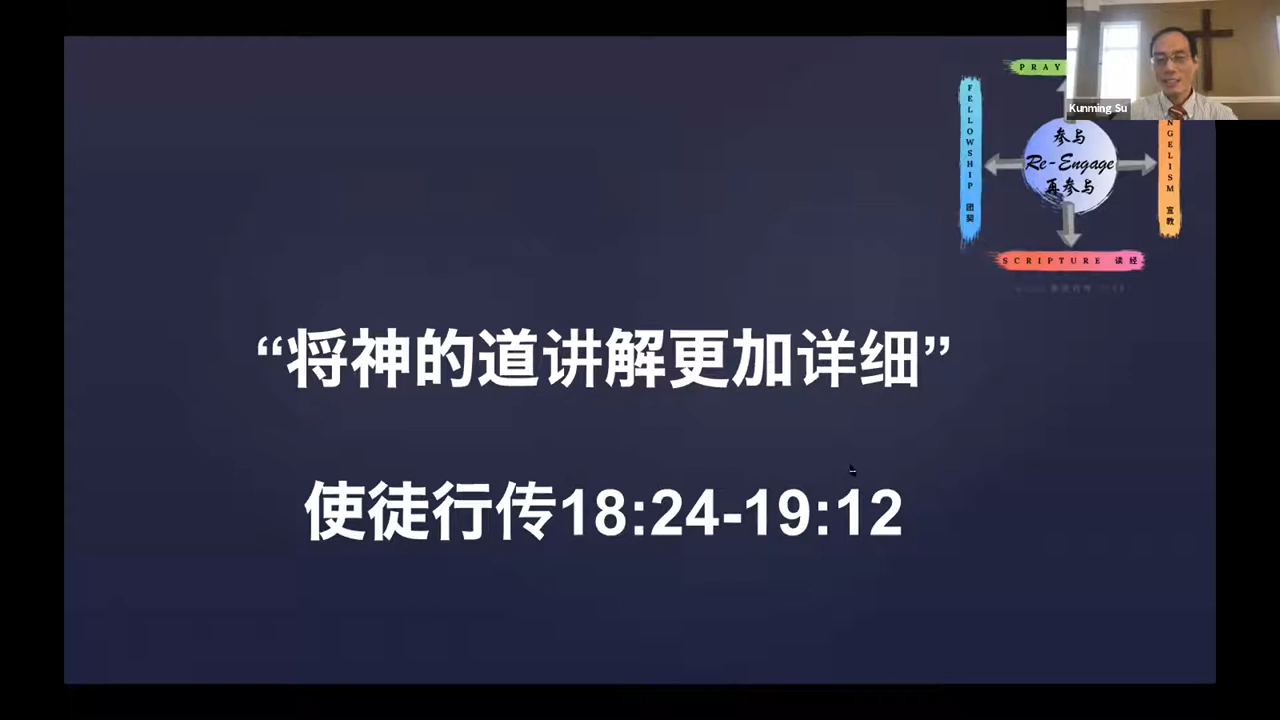 PRAY
Kunming Su
FELLOWSHIP 团契
参与
Re-Engage
再参与
NGELISM 宣教
SCRIPTURE 读经
“将神的道讲解更加详细”
使徒行传18:24-19:12